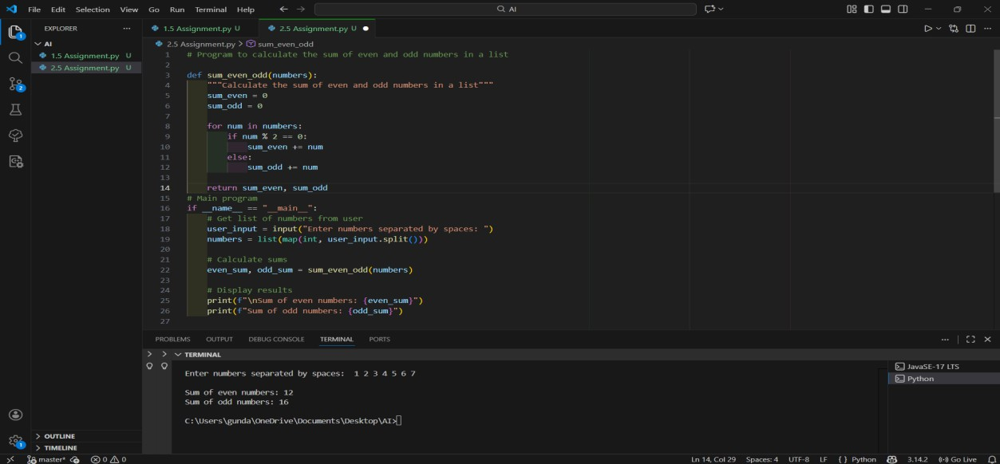 File Edit Selection View Go Run Terminal Help
AI
EXPLORER
AI
1.5 Assignment.py U
2.5 Assignment.py U
OUTLINE
TIMELINE
1.5 Assignment.py U
2.5 Assignment.py U
2.5 Assignment.py > sum_even_odd
1 # Program to calculate the sum of even and odd numbers in a list
2
3 def sum_even_odd(numbers):
4     """Calculate the sum of even and odd numbers in a list"""
5     sum_even = 0
6     sum_odd = 0
7
8     for num in numbers:
9         if num % 2 == 0:
10             sum_even += num
11         else:
12             sum_odd += num
13
14     return sum_even, sum_odd
15 # Main program
16 if __name__ == "__main__":
17     # Get list of numbers from user
18     user_input = input("Enter numbers separated by spaces: ")
19     numbers = list(map(int, user_input.split()))
20
21     # Calculate sums
22     even_sum, odd_sum = sum_even_odd(numbers)
23
24     # Display results
25     print(f"\nSum of even numbers: {even_sum}")
26     print(f"Sum of odd numbers: {odd_sum}")
27
PROBLEMS OUTPUT DEBUG CONSOLE TERMINAL PORTS
TERMINAL
Enter numbers separated by spaces:  1 2 3 4 5 6 7
Sum of even numbers: 12
Sum of odd numbers: 16
C:\Users\gunda\OneDrive\Documents\Desktop\AI>
JavaSE-17 LTS
Python
1
2
1
master* 0 0
Ln 14, Col 29 Spaces: 4 UTF-8 LF { } Python 3.14.2 Go Live